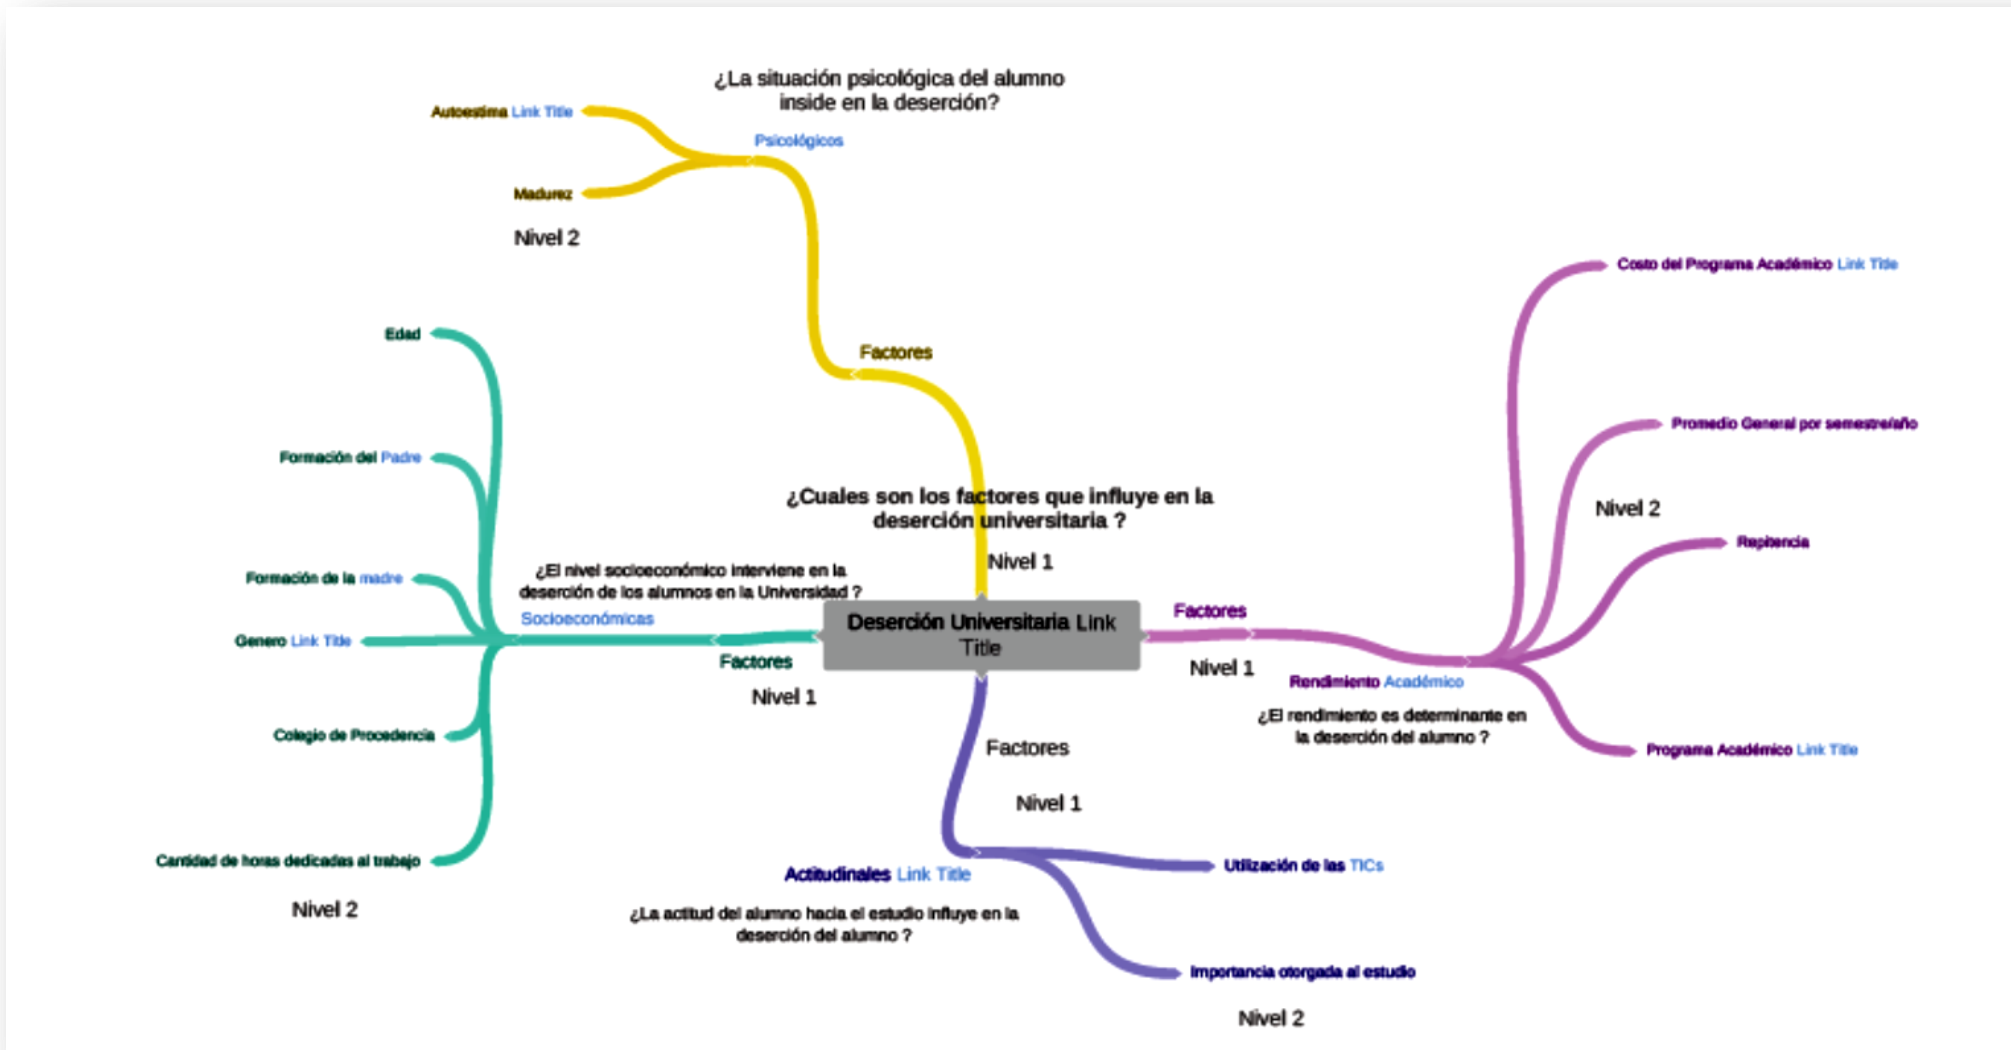 ¿La situación psicológica del alumno
inside en la deserción?
Psicológicos
Autoestima Link Title
Madurez
Nivel 2
Factores
¿Cuales son los factores que influye en la
deserción universitaria ?
Nivel 1
Edad
Formación del Padre
Formación de la madre
Genero Link Title
Colegio de Procedencia
Cantidad de horas dedicadas al trabajo
Nivel 2
¿El nivel socioeconómico interviene en la
deserción de los alumnos en la Universidad ?
Socioeconómicas
Factores
Nivel 1
Deserción Universitaria Link
Title
Factores
Nivel 1
Rendimiento Académico
¿El rendimiento es determinante en
la deserción del alumno ?
Costo del Programa Académico Link Title
Promedio General por semestre/año
Nivel 2
Repitencia
Programa Académico Link Title
Factores
Nivel 1
Actitudinales Link Title
¿La actitud del alumno hacia el estudio influye en la
deserción del alumno ?
Utilización de las TICs
Importancia otorgada al estudio
Nivel 2